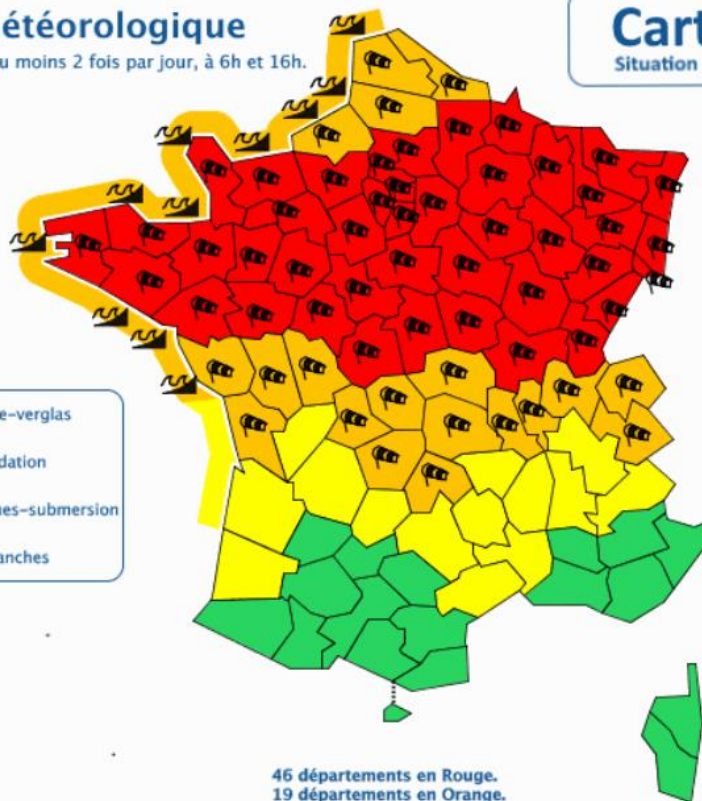 étéorologique
u moins 2 fois par jour, à 6h et 16h.
Cart
Situation
e-verglas
dation
ues-submersion
anches
46 départements en Rouge.
19 départements en Orange.